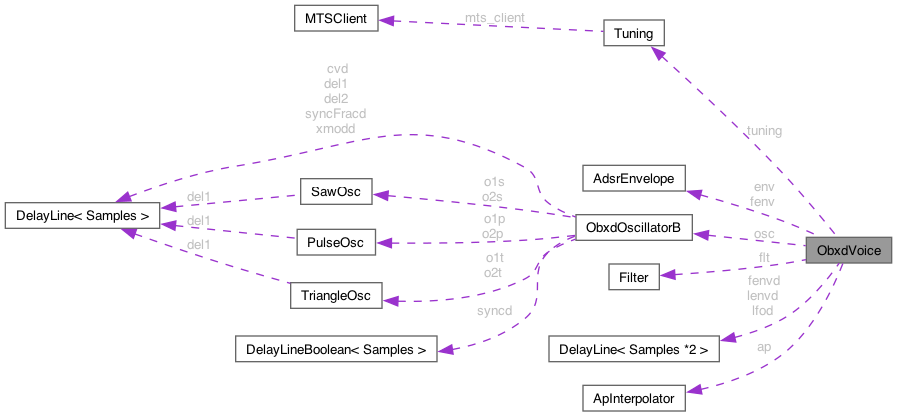 MTSClient
mts_client
Tuning
cvd
del1
del2
syncFracd
xmodd
tuning
AdsrEnvelope
env
fenv
SawOsc
o1s
o2s
del1
DelayLine< Samples >
del1
o1p
o2p
ObxdOscillatorB
osc
ObxdVoice
PulseOsc
del1
o1t
o2t
Filter
flt
TriangleOsc
fenvd
lenvd
lfod
syncd
DelayLineBoolean< Samples >
DelayLine< Samples *2 >
ap
ApInterpolator